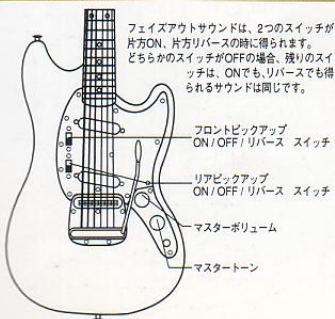 フェイズアウトサウンドは、2つのスイッチが
片方ON、片方リバースの時に得られます。
どちらかのスイッチがOFFの場合、残りのスイ
ッチは、ONでも、リバースでも得
られるサウンドは同じです。
フロントピックアップ
ON / OFF / リバース スイッチ
リアピックアップ
ON / OFF / リバース スイッチ
マスターボリューム
マスタートーン